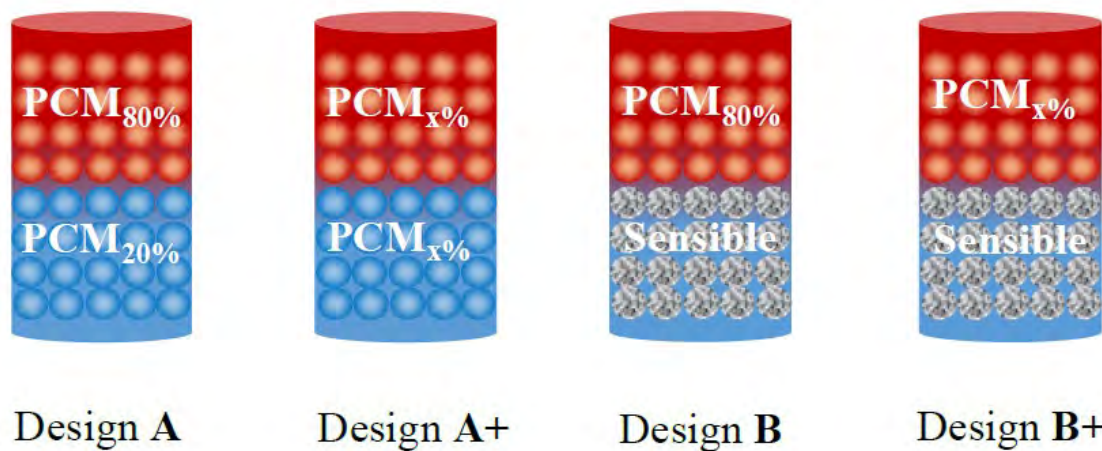 PCM80% PCMx% PCM80% PCMx%
PCM20% PCMx% Sensible Sensible
Design A Design A+ Design B Design B+